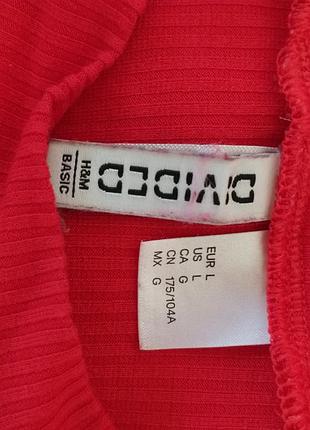 DIVIDED
H&M
BASIC
EUR L
US L
CA G
CN 175/104A
MX G